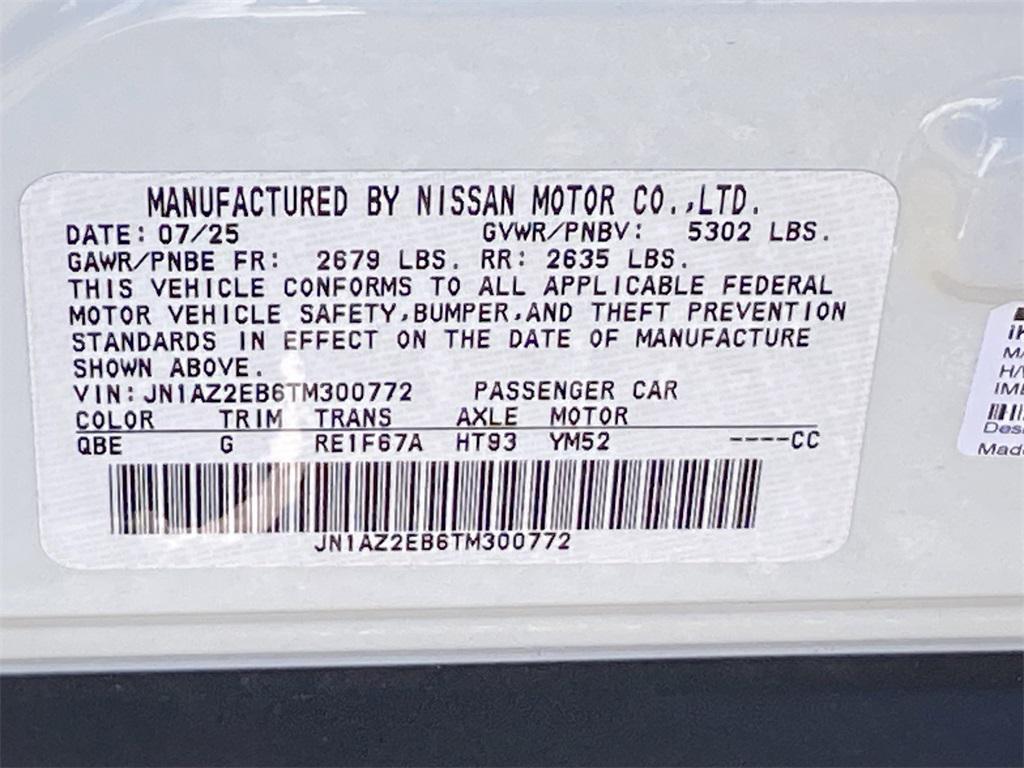 MANUFACTURED BY NISSAN MOTOR CO.,LTD.
DATE: 07/25 GVWR/PNBV: 5302 LBS.
GAWR/PNBE FR: 2679 LBS. RR: 2635 LBS.
THIS VEHICLE CONFORMS TO ALL APPLICABLE FEDERAL
MOTOR VEHICLE SAFETY,BUMPER,AND THEFT PREVENTION
STANDARDS IN EFFECT ON THE DATE OF MANUFACTURE
SHOWN ABOVE.
VIN:JN1AZ2EB6TM300772 PASSENGER CAR
COLOR TRIM TRANS AXLE MOTOR
QBE G RE1F67A HT93 YM52 ----CC
JN1AZ2EB6TM300772
H/
Made